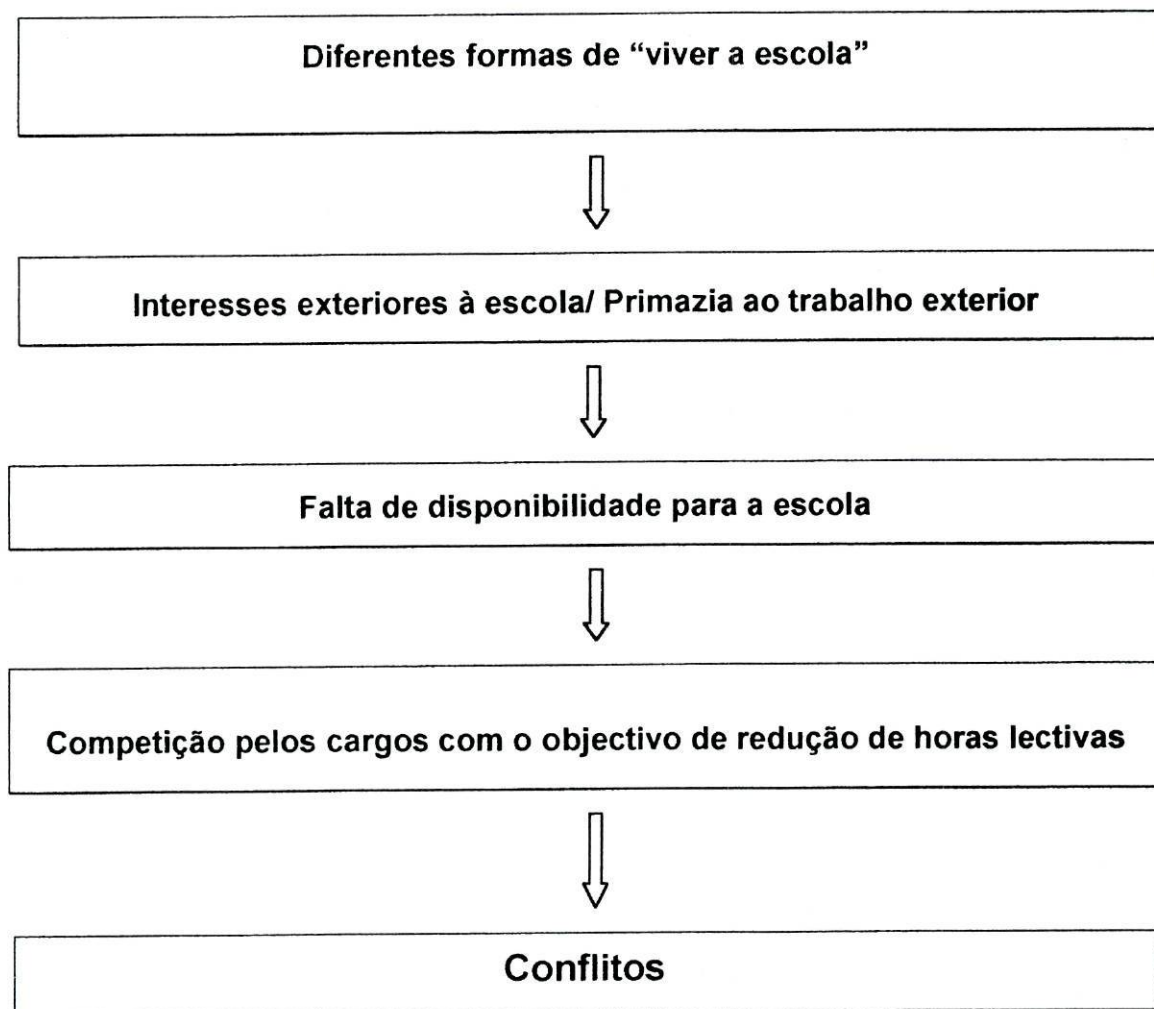 Diferentes formas de “viver a escola”
Interesses exteriores à escola/ Primazia ao trabalho exterior
Falta de disponibilidade para a escola
Competição pelos cargos com o objectivo de redução de horas lectivas
Conflitos